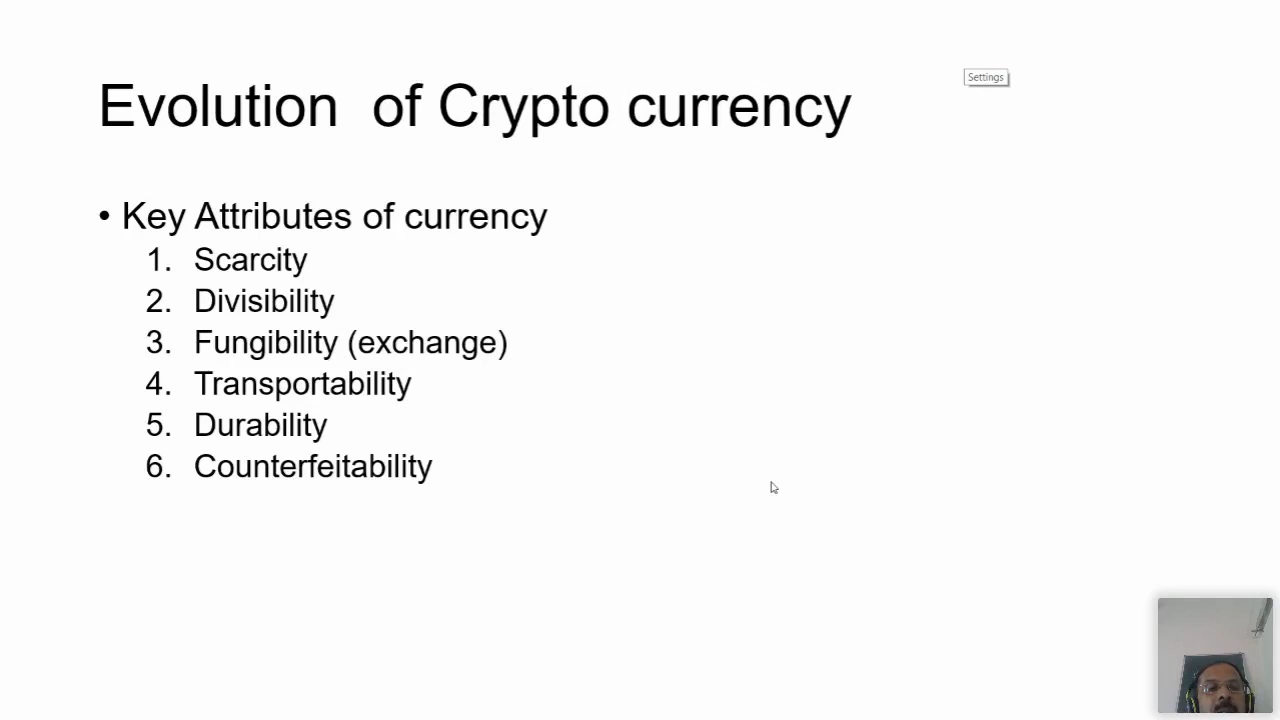 Settings
Evolution  of Crypto currency
• Key Attributes of currency
1. Scarcity
2. Divisibility
3. Fungibility (exchange)
4. Transportability
5. Durability
6. Counterfeitability